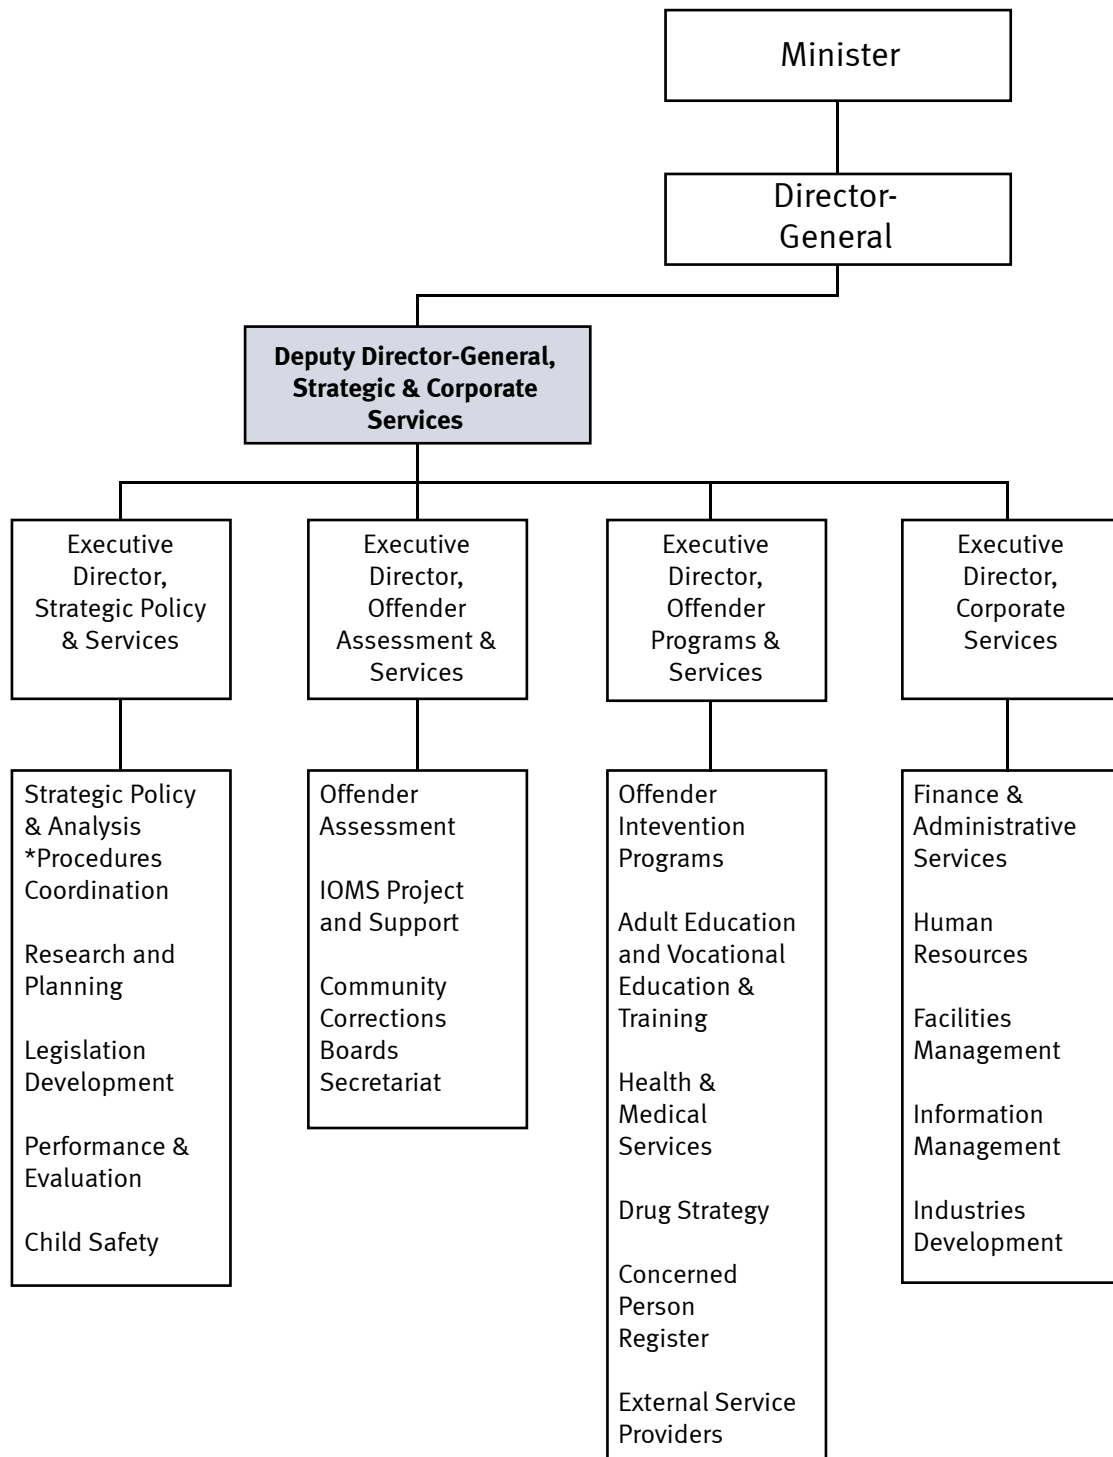 Minister
Director-
General
Deputy Director-General,
Strategic & Corporate
Services
Executive
Director,
Strategic Policy
& Services
Executive
Director,
Offender
Assessment &
Services
Executive
Director,
Offender
Programs &
Services
Executive
Director,
Corporate
Services
Strategic Policy
& Analysis
*Procedures
Coordination
Research and
Planning
Legislation
Development
Performance &
Evaluation
Child Safety
Offender
Assessment
IOMS Project
and Support
Community
Corrections
Boards
Secretariat
Offender
Intevention
Programs
Adult Education
and Vocational
Education &
Training
Health &
Medical
Services
Drug Strategy
Concerned
Person
Register
External Service
Providers
Finance &
Administrative
Services
Human
Resources
Facilities
Management
Information
Management
Industries
Development